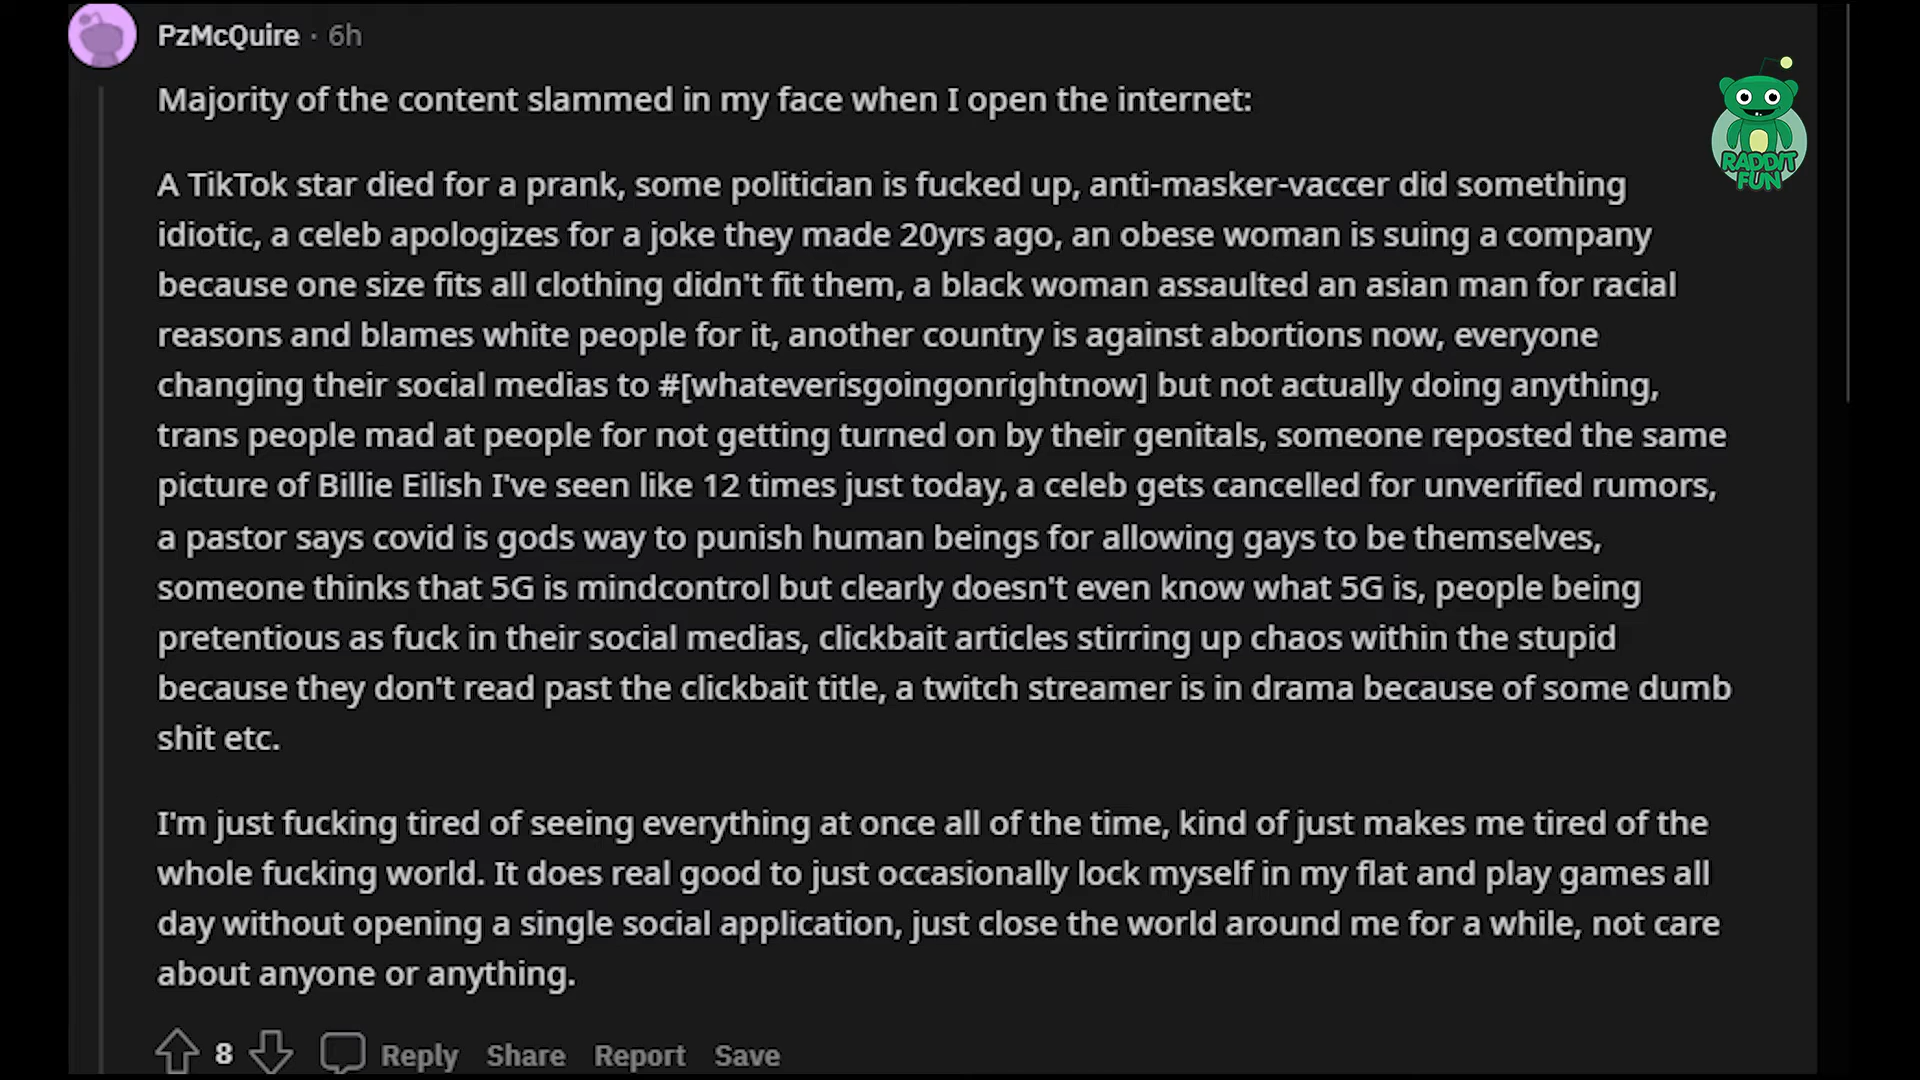 PzMcQuire · 6h
Majority of the content slammed in my face when I open the internet:
RADDIT
FUN
A TikTok star died for a prank, some politician is fucked up, anti-masker-vaccer did something
idiotic, a celeb apologizes for a joke they made 20yrs ago, an obese woman is suing a company
because one size fits all clothing didn't fit them, a black woman assaulted an asian man for racial
reasons and blames white people for it, another country is against abortions now, everyone
changing their social medias to #[whateverisgoingonrightnow] but not actually doing anything,
trans people mad at people for not getting turned on by their genitals, someone reposted the same
picture of Billie Eilish I've seen like 12 times just today, a celeb gets cancelled for unverified rumors,
a pastor says covid is gods way to punish human beings for allowing gays to be themselves,
someone thinks that 5G is mindcontrol but clearly doesn't even know what 5G is, people being
pretentious as fuck in their social medias, clickbait articles stirring up chaos within the stupid
because they don't read past the clickbait title, a twitch streamer is in drama because of some dumb
shit etc.
I'm just fucking tired of seeing everything at once all of the time, kind of just makes me tired of the
whole fucking world. It does real good to just occasionally lock myself in my flat and play games all
day without opening a single social application, just close the world around me for a while, not care
about anyone or anything.
8 Reply Share Report Save